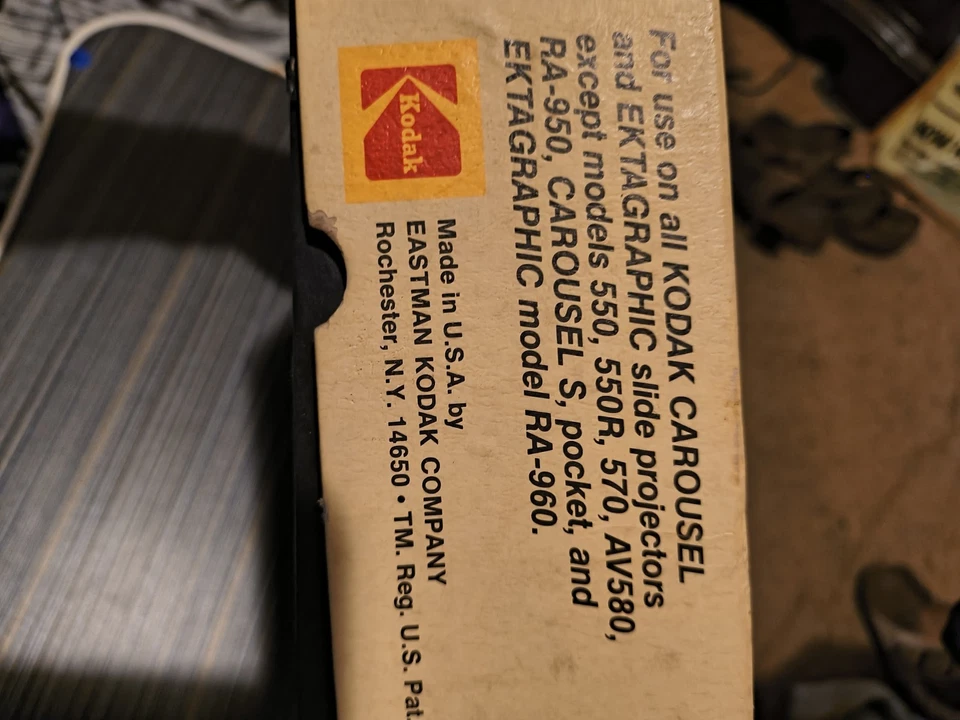 For use on all KODAK CAROUSEL
and EKTAGRAPHIC slide projectors
except models 550, 550R, 570, AV580,
RA-950, CAROUSEL S, pocket, and
EKTAGRAPHIC model RA-960.
Kodak
Made in U.S.A. by
EASTMAN KODAK COMPANY
Rochester, N.Y. 14650 • TM. Reg. U.S. Pat.